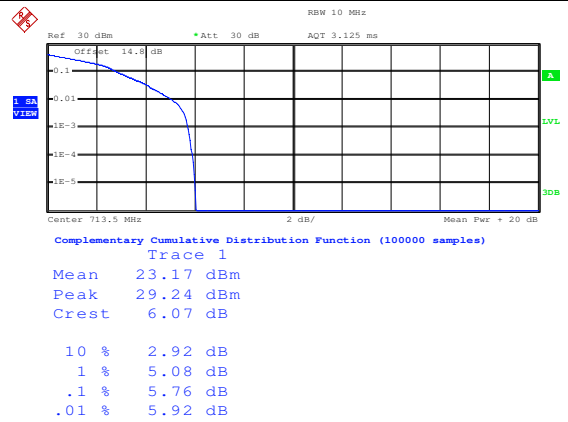 RBW 10 MHz
Ref 30 dBm *Att 30 dB AQT 3.125 ms
Offset 14.8 dB
0.1
A
0.01
1 SA
VIEW
LVL
1E-3
1E-4
1E-5
3DB
Center 713.5 MHz 2 dB/ Mean Pwr + 20 dB
Complementary Cumulative Distribution Function (100000 samples)
Trace 1
Mean 23.17 dBm
Peak 29.24 dBm
Crest 6.07 dB
10 % 2.92 dB
1 % 5.08 dB
.1 % 5.76 dB
.01 % 5.92 dB